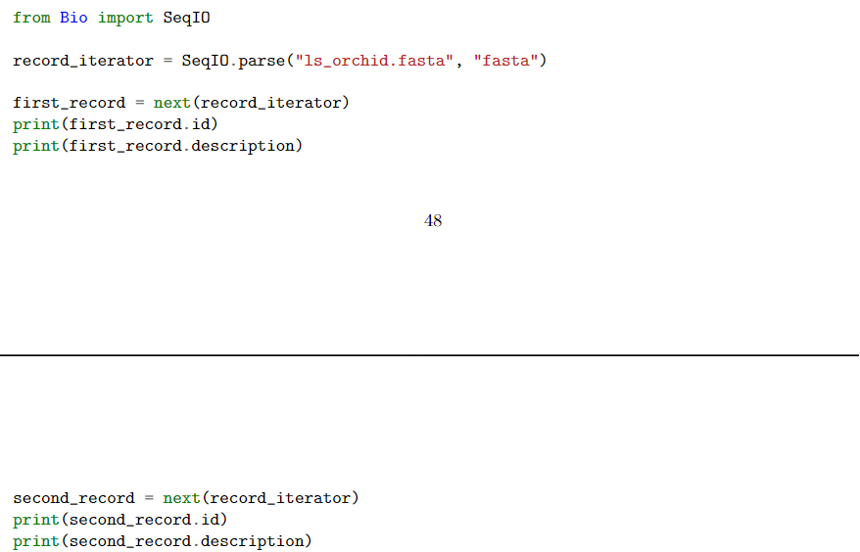 from Bio import SeqIO
record_iterator = SeqIO.parse("ls_orchid.fasta", "fasta")
first_record = next(record_iterator)
print(first_record.id)
print(first_record.description)
48
second_record = next(record_iterator)
print(second_record.id)
print(second_record.description)